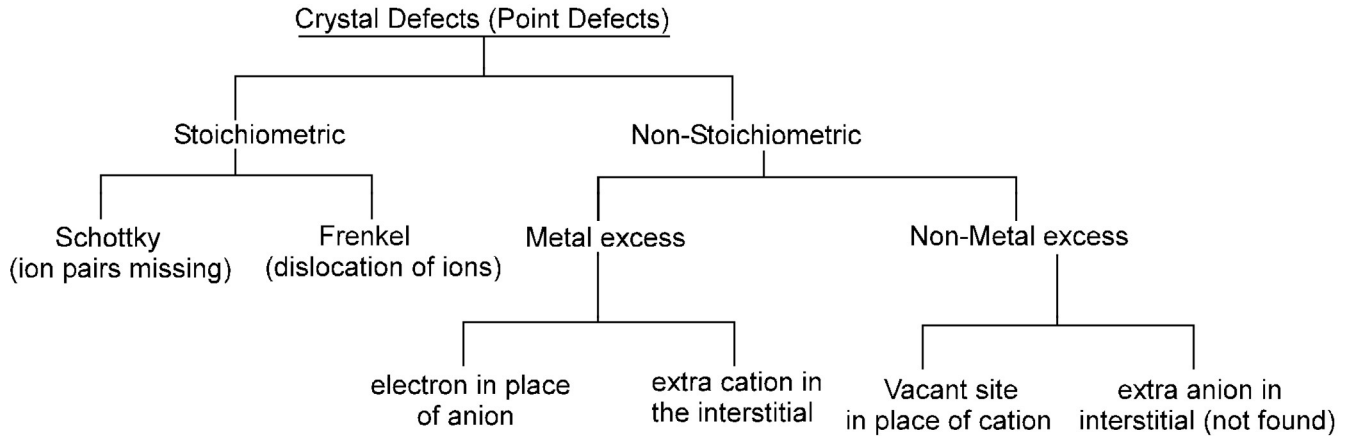 Crystal Defects (Point Defects)
Stoichiometric
Non-Stoichiometric
Schottky
(ion pairs missing)
Frenkel
(dislocation of ions)
Metal excess
Non-Metal excess
electron in place
of anion
extra cation in
the interstitial
Vacant site
in place of cation
extra anion in
interstitial (not found)